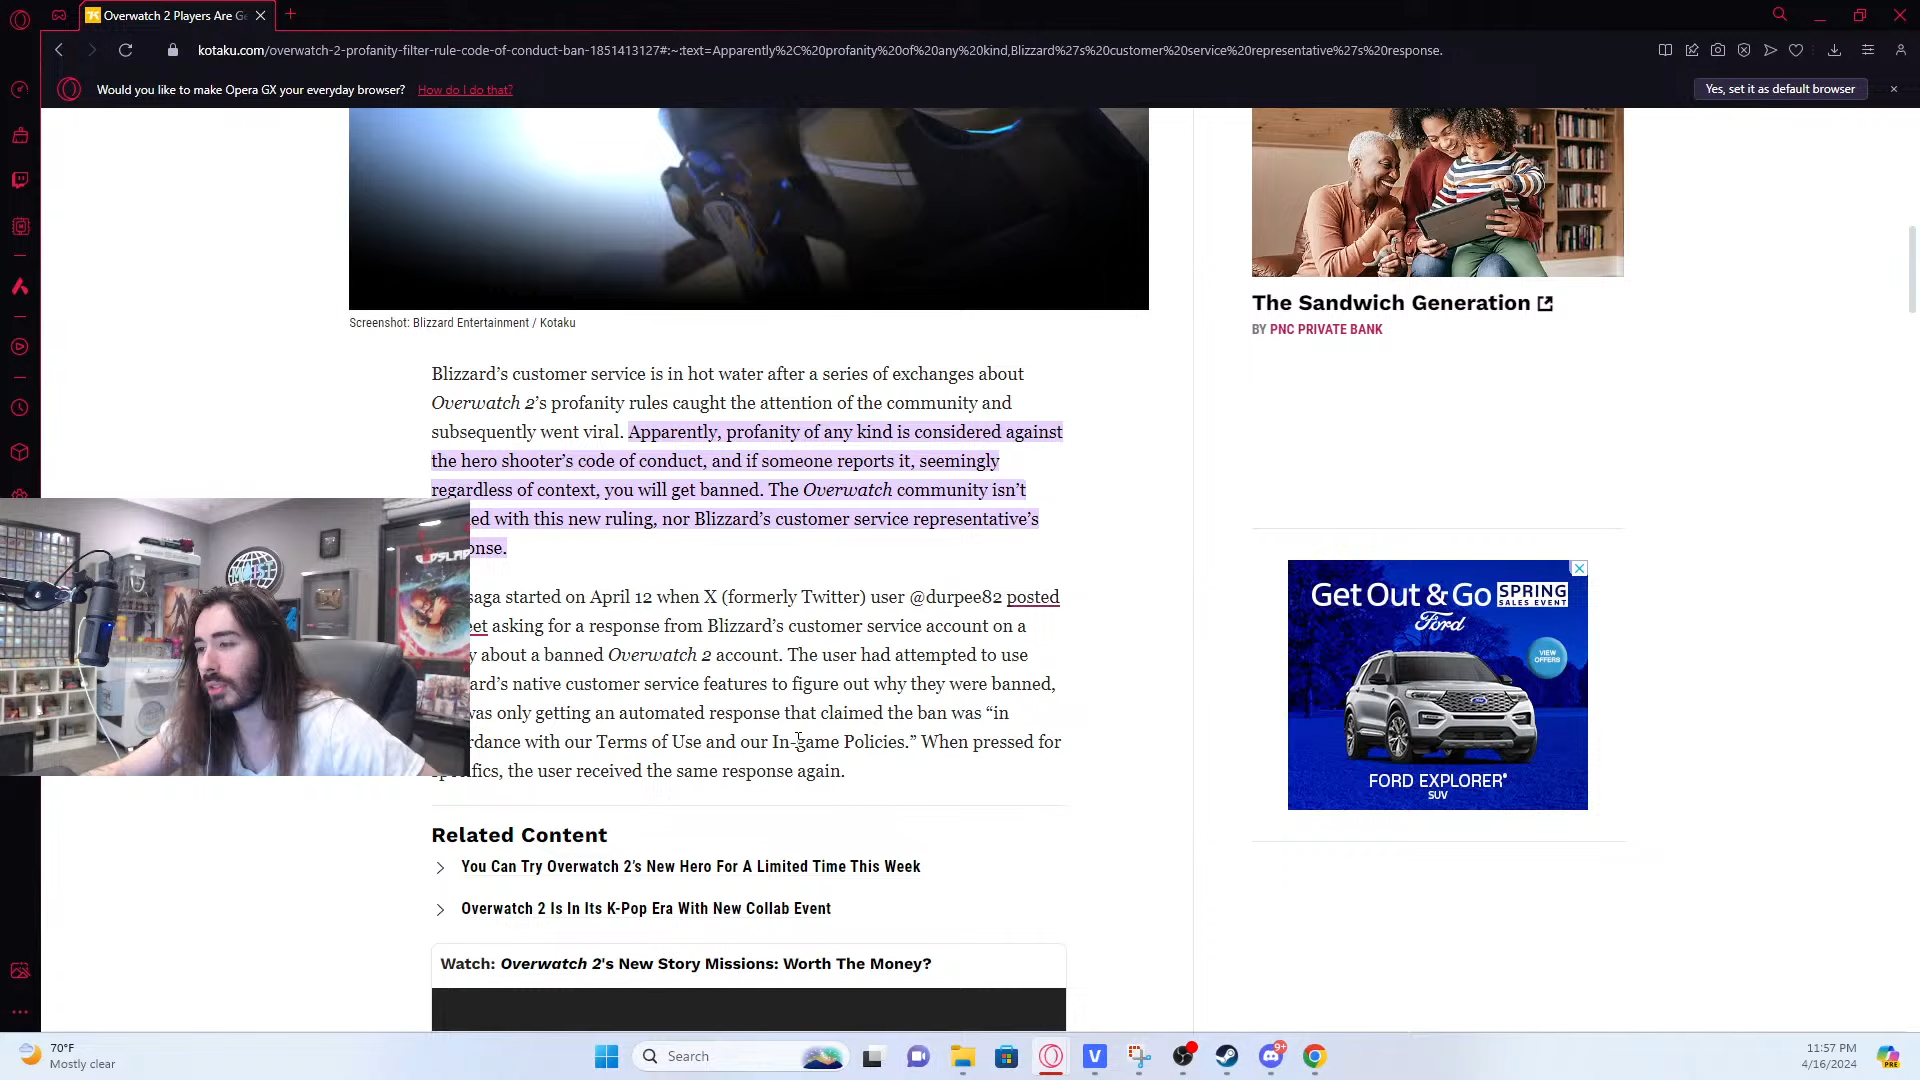 Overwatch 2 Players Are Ge
kotaku.com/overwatch-2-profanity-filter-rule-code-of-conduct-ban-1851413127#:~:text=Apparently%2C%20profanity%20of%20any%20kind,Blizzard%27s%20customer%20service%20representative%27s%20response.
Would you like to make Opera GX your everyday browser? How do I do that?
Yes, set it as default browser
Screenshot: Blizzard Entertainment / Kotaku
Blizzard’s customer service is in hot water after a series of exchanges about
Overwatch 2’s profanity rules caught the attention of the community and
subsequently went viral. Apparently, profanity of any kind is considered against
the hero shooter’s code of conduct, and if someone reports it, seemingly
regardless of context, you will get banned. The Overwatch community isn’t
ed with this new ruling, nor Blizzard’s customer service representative’s
onse.
saga started on April 12 when X (formerly Twitter) user @durpee82 posted
eet asking for a response from Blizzard’s customer service account on a
y about a banned Overwatch 2 account. The user had attempted to use
ard’s native customer service features to figure out why they were banned,
was only getting an automated response that claimed the ban was “in
rdance with our Terms of Use and our In-game Policies.” When pressed for
specifics, the user received the same response again.
Related Content
You Can Try Overwatch 2’s New Hero For A Limited Time This Week
Overwatch 2 Is In Its K-Pop Era With New Collab Event
Watch: Overwatch 2's New Story Missions: Worth The Money?
The Sandwich Generation
BY PNC PRIVATE BANK
Get Out & Go SPRING
SALES EVENT
Ford
VIEW
OFFERS
FORD EXPLORER®
SUV
MOIST
GODSLAP
70°F
Mostly clear
Search
9+
11:57 PM
4/16/2024
PRE